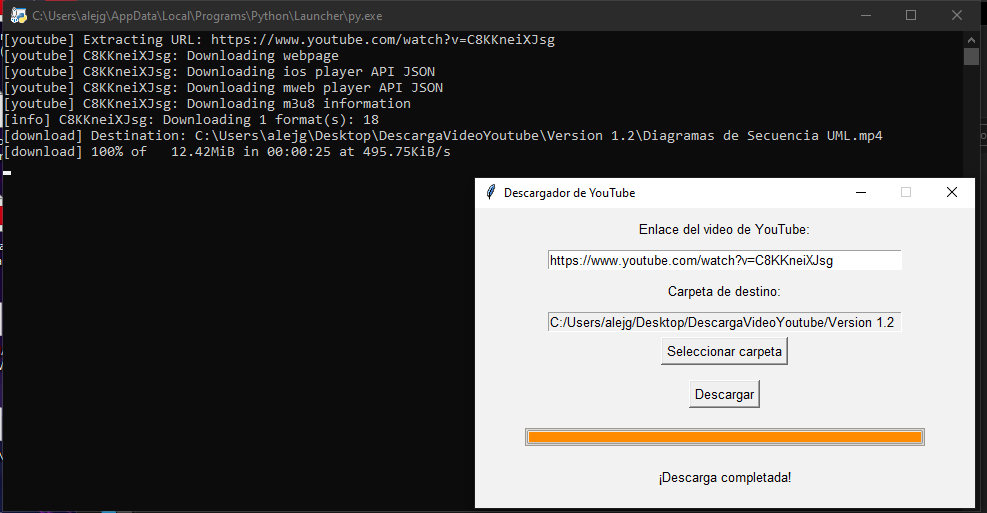 C:\Users\alejg\AppData\Local\Programs\Python\Launcher\py.exe
[youtube] Extracting URL: https://www.youtube.com/watch?v=C8KKneiXJsg
[youtube] C8KKneiXJsg: Downloading webpage
[youtube] C8KKneiXJsg: Downloading ios player API JSON
[youtube] C8KKneiXJsg: Downloading mweb player API JSON
[youtube] C8KKneiXJsg: Downloading m3u8 information
[info] C8KKneiXJsg: Downloading 1 format(s): 18
[download] Destination: C:\Users\alejg\Desktop\DescargaVideoYoutube\Version 1.2\Diagramas de Secuencia UML.mp4
[download] 100% of   12.42MiB in 00:00:25 at 495.75KiB/s
Descargador de YouTube
Enlace del video de YouTube:
https://www.youtube.com/watch?v=C8KKneiXJsg
Carpeta de destino:
C:/Users/alejg/Desktop/DescargaVideoYoutube/Version 1.2
Seleccionar carpeta
Descargar
¡Descarga completada!